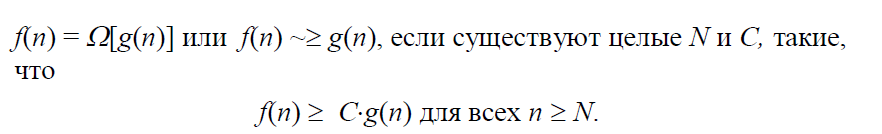 f(n) = Ω[g(n)] или f(n) ~≥ g(n), если существуют целые N и C, такие,
что
f(n) ≥ C·g(n) для всех n ≥ N.